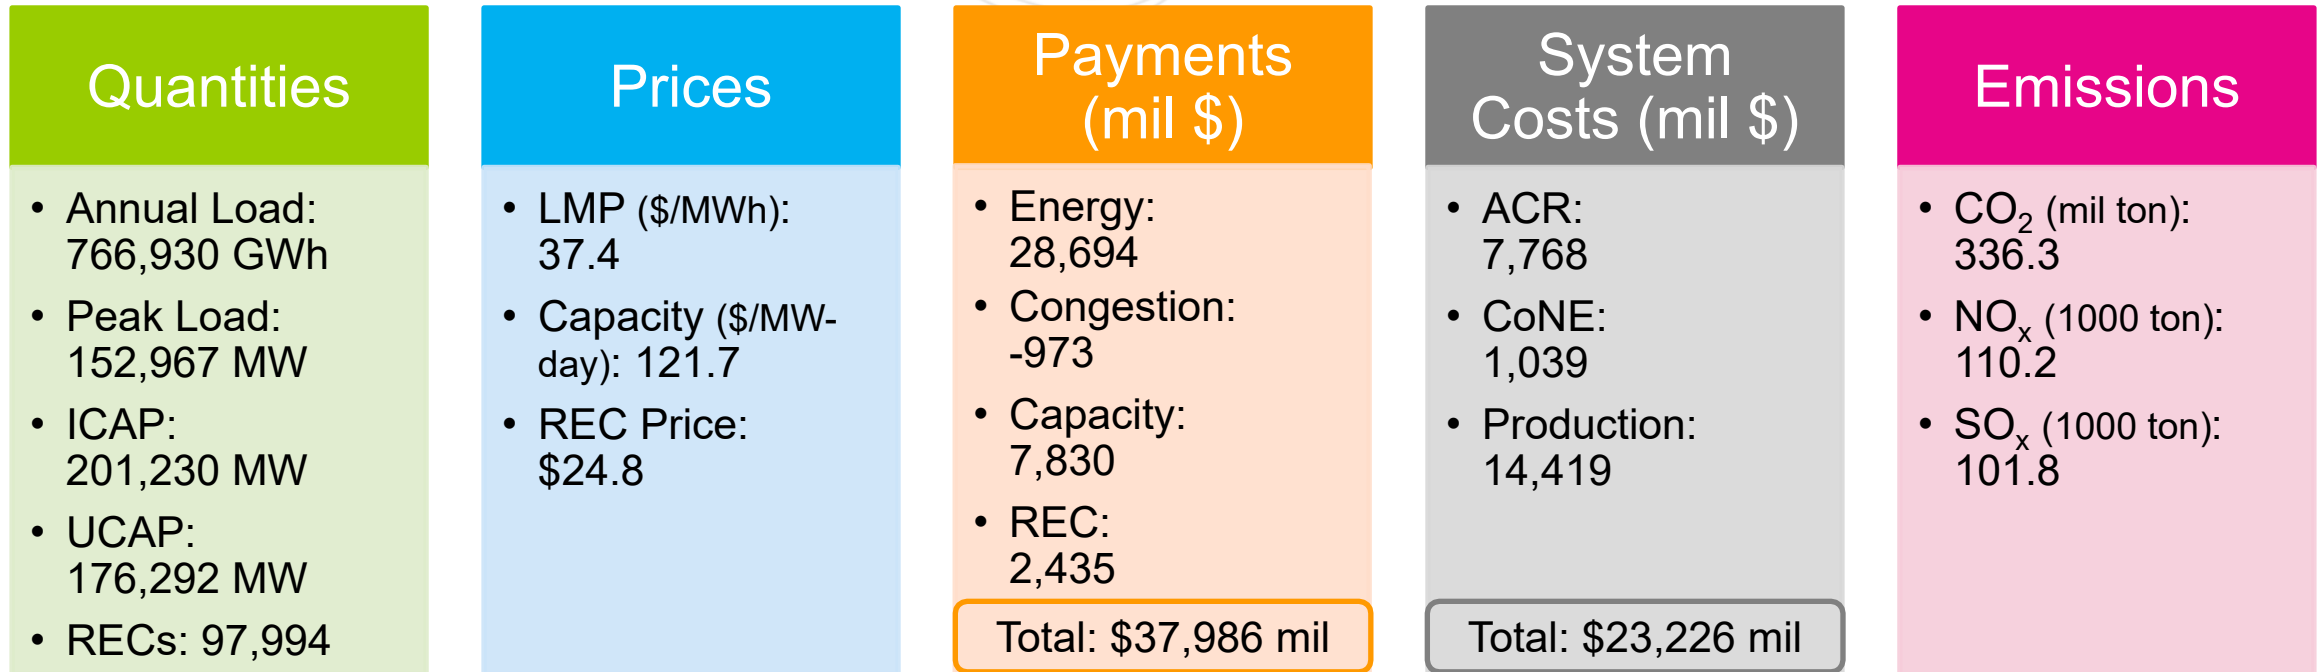 Quantities
• Annual Load:
766,930 GWh
• Peak Load:
152,967 MW
• ICAP:
201,230 MW
• UCAP:
176,292 MW
• RECs: 97,994
Prices
• LMP ($/MWh):
37.4
• Capacity ($/MW-
day): 121.7
• REC Price:
$24.8
Payments
(mil $)
• Energy:
28,694
• Congestion:
-973
• Capacity:
7,830
• REC:
2,435
Total: $37,986 mil
System
Costs (mil $)
• ACR:
7,768
• CoNE:
1,039
• Production:
14,419
Total: $23,226 mil
Emissions
• CO₂ (mil ton):
336.3
• NOₓ (1000 ton):
110.2
• SOₓ (1000 ton):
101.8